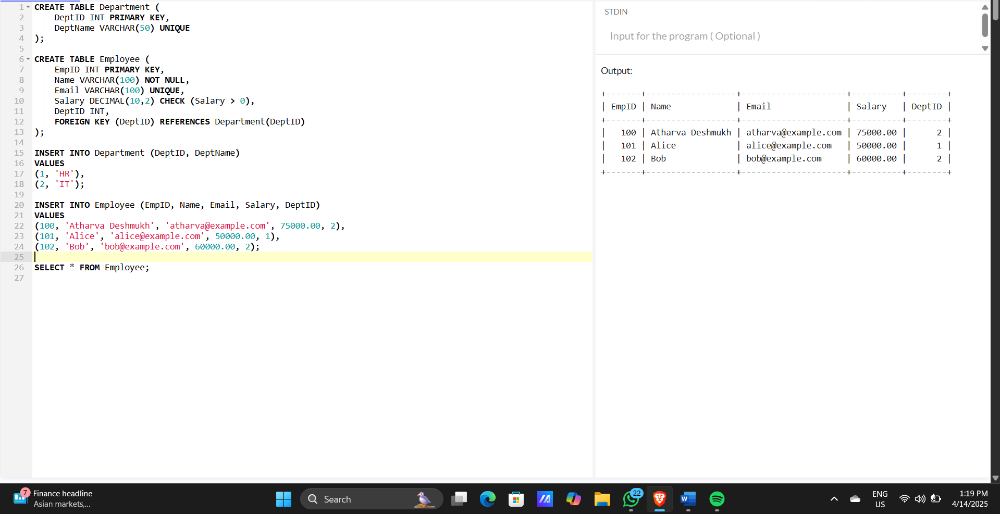 1 CREATE TABLE Department (
2     DeptID INT PRIMARY KEY,
3     DeptName VARCHAR(50) UNIQUE
4 );
5
6 CREATE TABLE Employee (
7     EmpID INT PRIMARY KEY,
8     Name VARCHAR(100) NOT NULL,
9     Email VARCHAR(100) UNIQUE,
10     Salary DECIMAL(10,2) CHECK (Salary > 0),
11     DeptID INT,
12     FOREIGN KEY (DeptID) REFERENCES Department(DeptID)
13 );
14
15 INSERT INTO Department (DeptID, DeptName)
16 VALUES
17 (1, 'HR'),
18 (2, 'IT');
19
20 INSERT INTO Employee (EmpID, Name, Email, Salary, DeptID)
21 VALUES
22 (100, 'Atharva Deshmukh', 'atharva@example.com', 75000.00, 2),
23 (101, 'Alice', 'alice@example.com', 50000.00, 1),
24 (102, 'Bob', 'bob@example.com', 60000.00, 2);
25
26 SELECT * FROM Employee;
27
STDIN
Input for the program ( Optional )
Output:
+-------+------------------+---------------------+----------+--------+
| EmpID | Name             | Email               | Salary   | DeptID |
+-------+------------------+---------------------+----------+--------+
|   100 | Atharva Deshmukh | atharva@example.com | 75000.00 |      2 |
|   101 | Alice            | alice@example.com   | 50000.00 |      1 |
|   102 | Bob              | bob@example.com     | 60000.00 |      2 |
+-------+------------------+---------------------+----------+--------+
7
Finance headline
Asian markets,...
Search
22
W
ENG
US
1:19 PM
4/14/2025